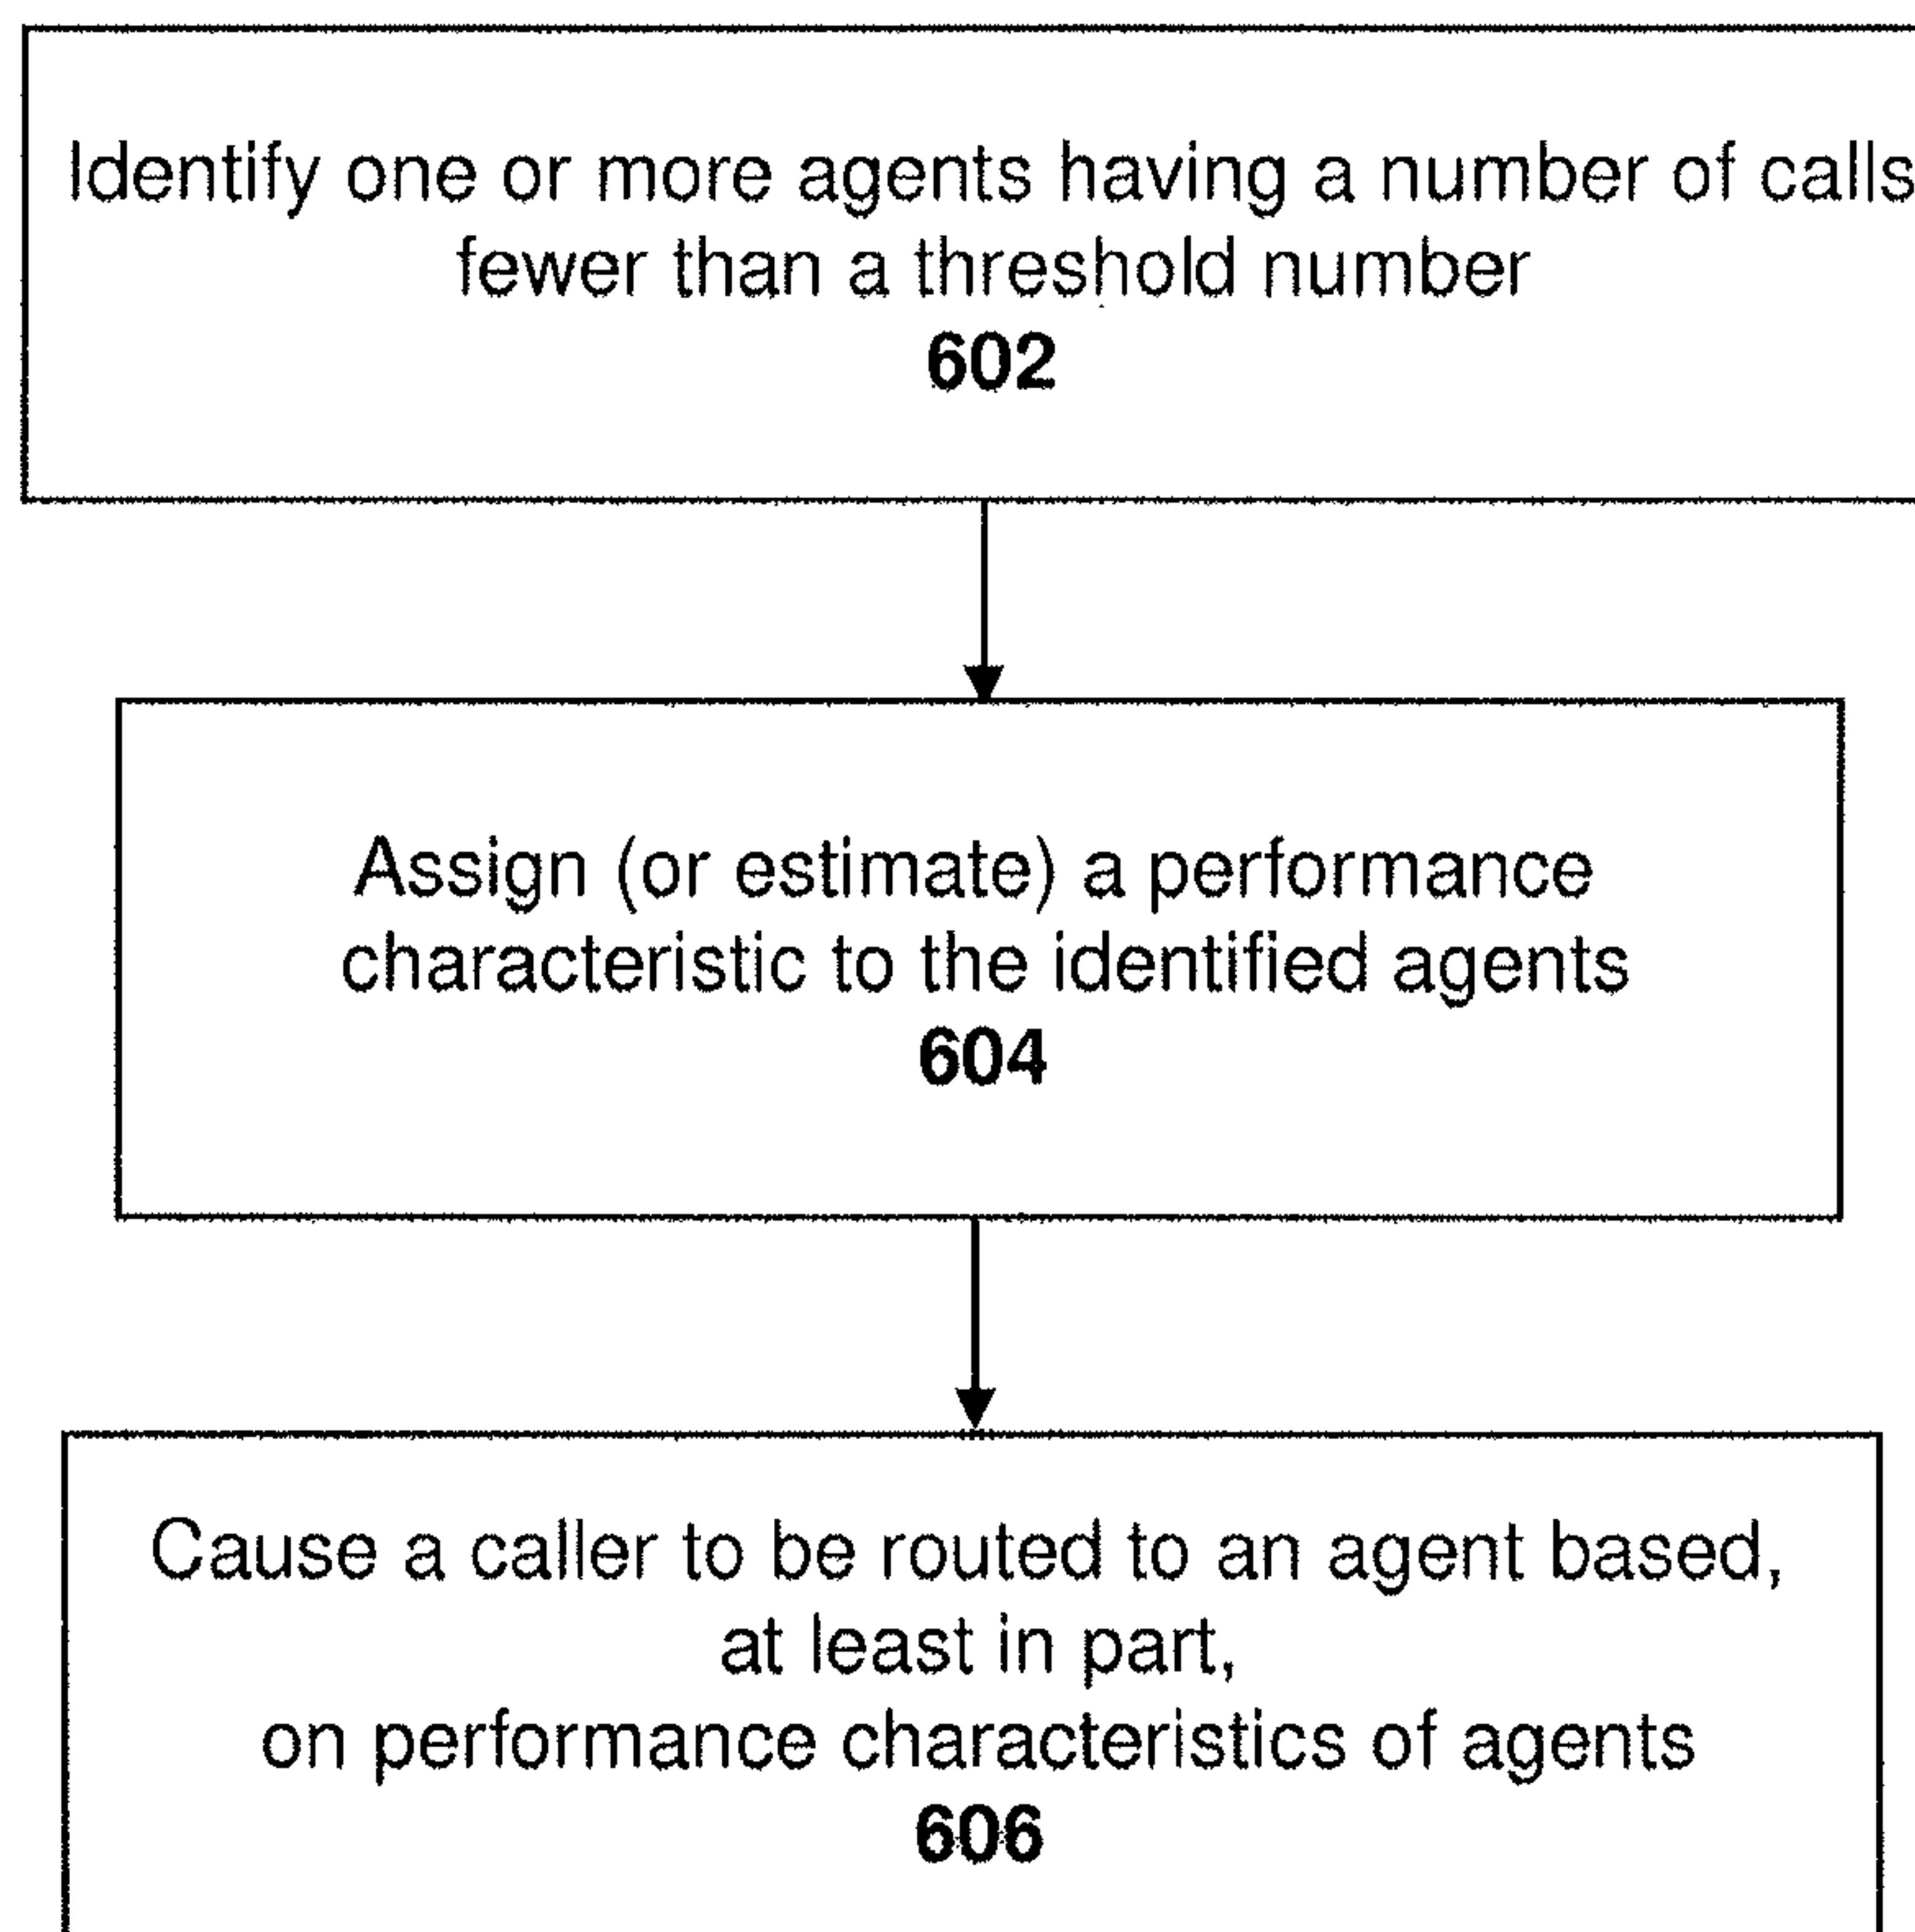 Identify one or more agents having a number of calls
fewer than a threshold number
602
Assign (or estimate) a performance
characteristic to the identified agents
604
Cause a caller to be routed to an agent based,
at least in part,
on performance characteristics of agents
606